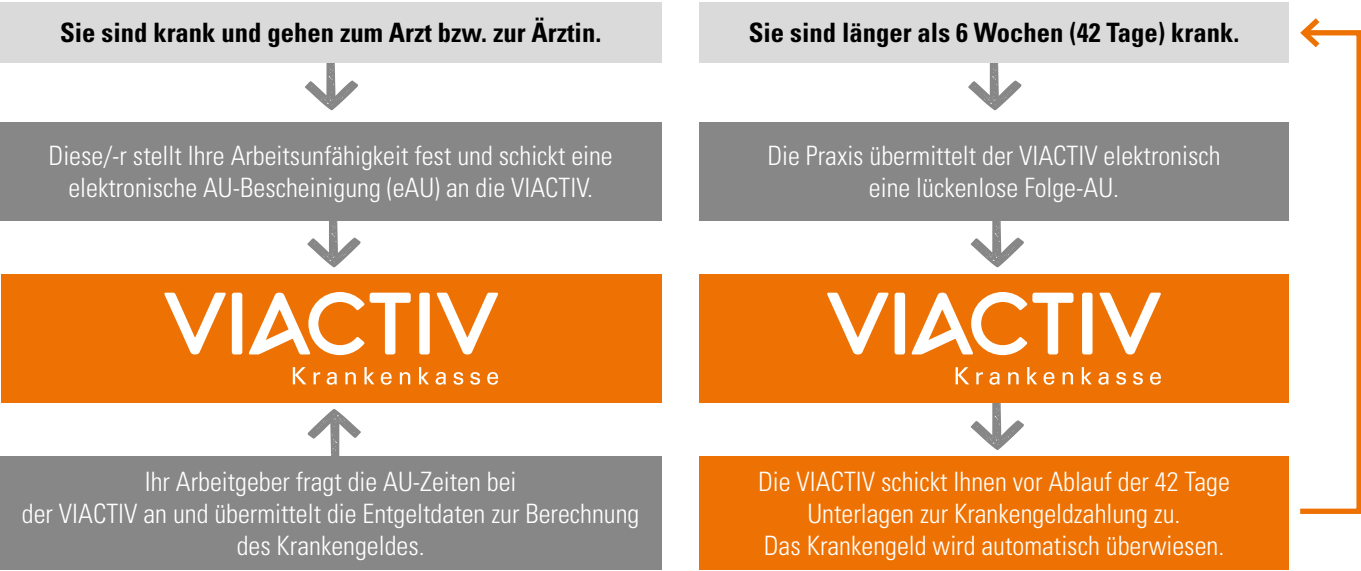 Sie sind krank und gehen zum Arzt bzw. zur Ärztin.
Diese/-r stellt Ihre Arbeitsunfähigkeit fest und schickt eine
elektronische AU-Bescheinigung (eAU) an die VIACTIV.
VIACTIV
Krankenkasse
Ihr Arbeitgeber fragt die AU-Zeiten bei
der VIACTIV an und übermittelt die Entgeltdaten zur Berechnung
des Krankengeldes.
Sie sind länger als 6 Wochen (42 Tage) krank.
Die Praxis übermittelt der VIACTIV elektronisch
eine lückenlose Folge-AU.
VIACTIV
Krankenkasse
Die VIACTIV schickt Ihnen vor Ablauf der 42 Tage
Unterlagen zur Krankengeldzahlung zu.
Das Krankengeld wird automatisch überwiesen.